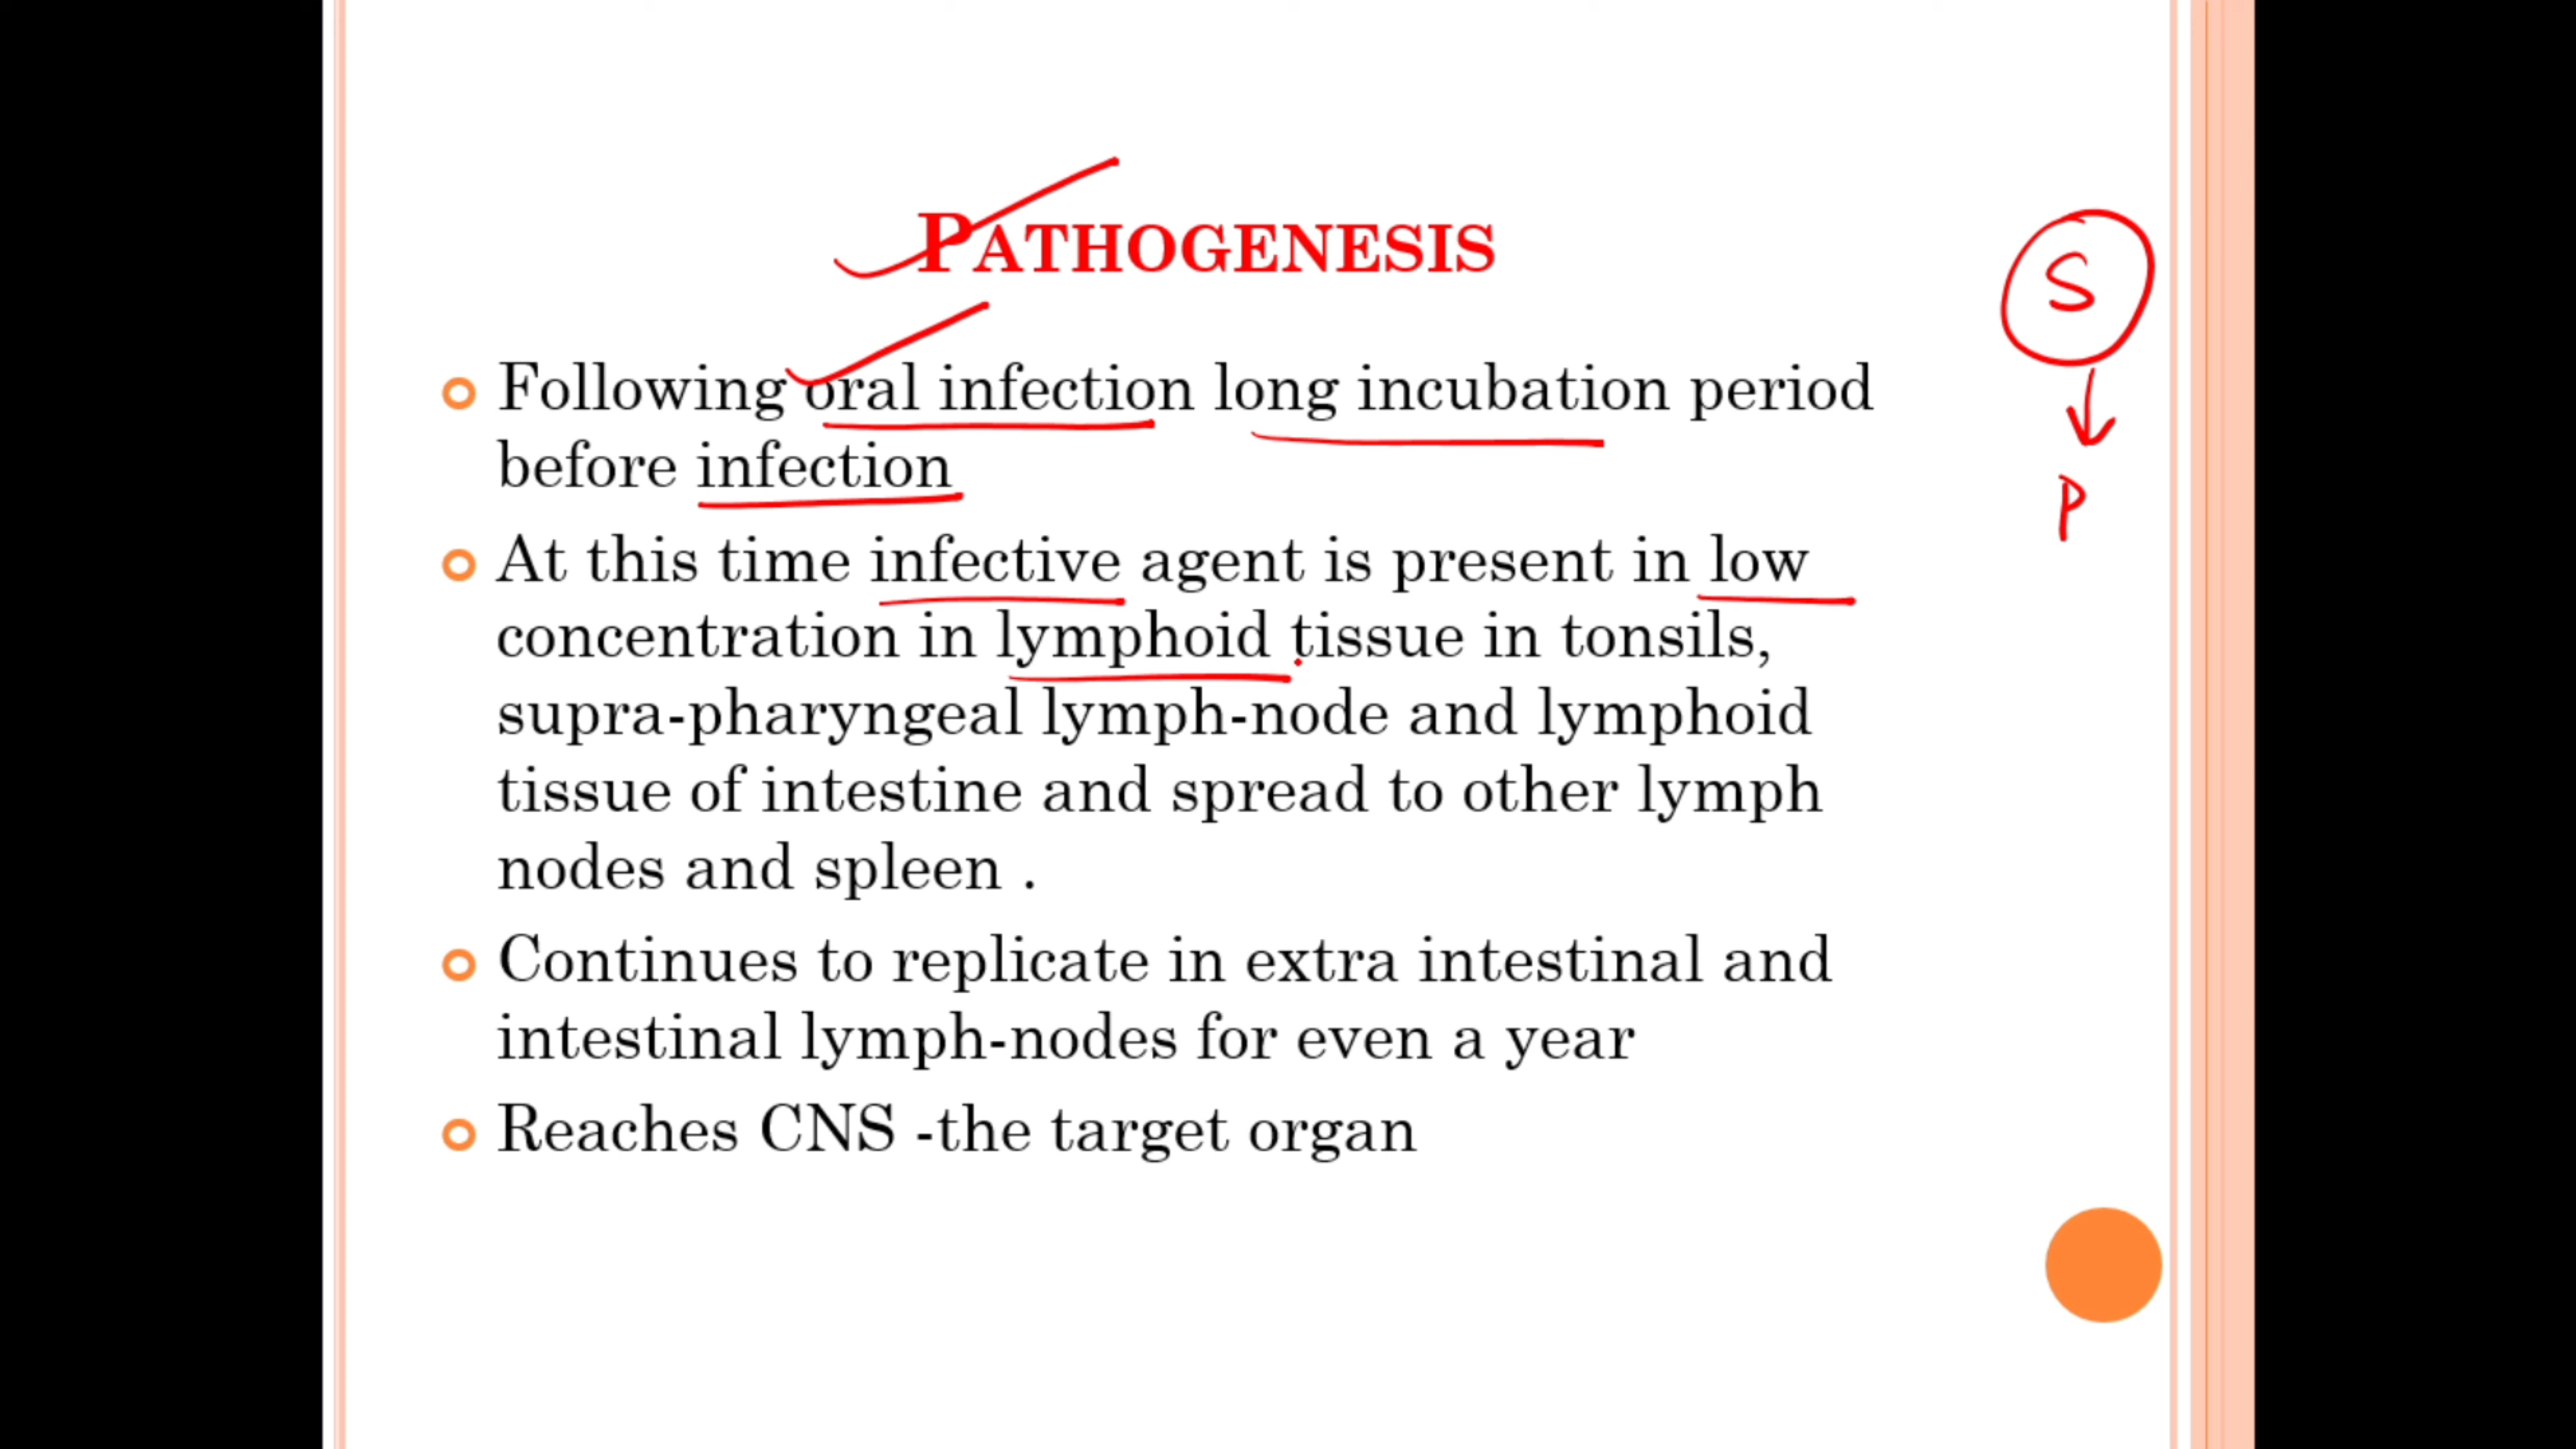 PATHOGENESIS
S
Following oral infection long incubation period
before infection
P
At this time infective agent is present in low
concentration in lymphoid tissue in tonsils,
supra-pharyngeal lymph-node and lymphoid
tissue of intestine and spread to other lymph
nodes and spleen .
Continues to replicate in extra intestinal and
intestinal lymph-nodes for even a year
Reaches CNS -the target organ